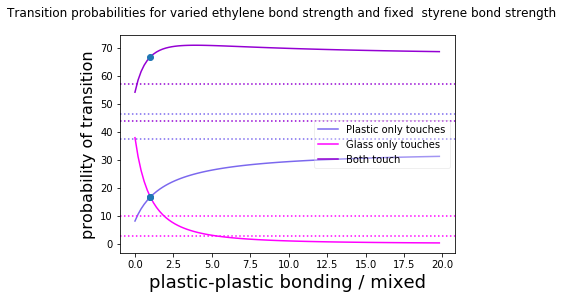 Transition probabilities for varied ethylene bond strength and fixed  styrene bond strength
probability of transition
70
60
50
40
30
20
10
0
Plastic only touches
Glass only touches
Both touch
0.0 2.5 5.0 7.5 10.0 12.5 15.0 17.5 20.0
plastic-plastic bonding / mixed